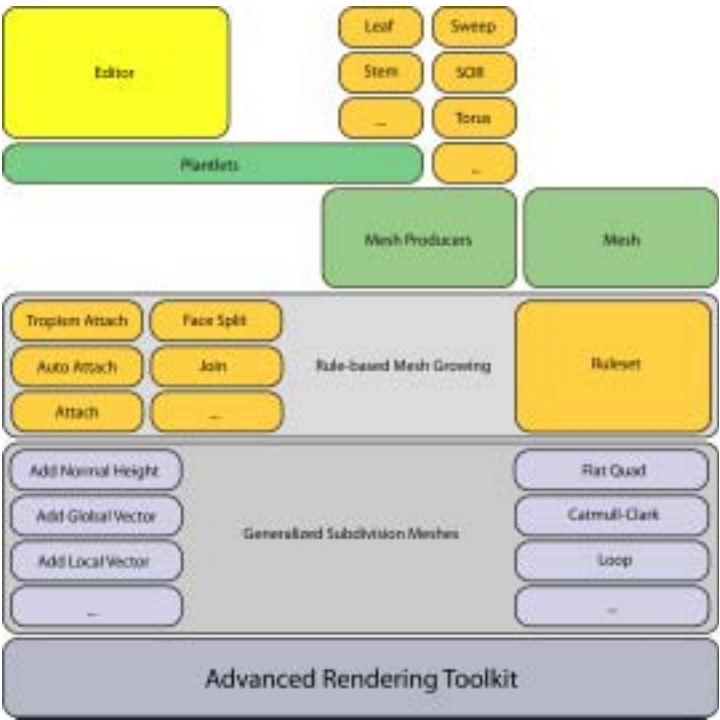 Leaf
Sweep
Editor
Stem
SOR
...
Torus
Plantlets
...
Mesh Producers
Mesh
Tropism Attach
Face Split
Auto Attach
Join
Rule-based Mesh Growing
Ruleset
Attach
...
Add Normal Height
Flat Quad
Add Global Vector
Catmull-Clark
Generalized Subdivision Meshes
Add Local Vector
Loop
...
...
Advanced Rendering Toolkit